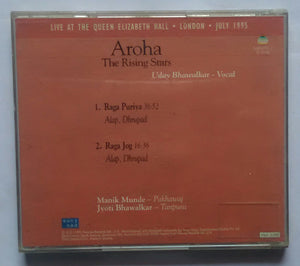 LIVE AT THE QUEEN ELIZABETH HALL • LONDON • JULY 1995
Aroha
The Rising Stars
Uday Bhawalkar - Vocal
1. Raga Puriya 36:52
Alap, Dhrupad
2. Raga Jog 16:36
Alap, Dhrupad
Manik Munde – Pakhawaj
Jyoti Bhawalkar – Tanpura